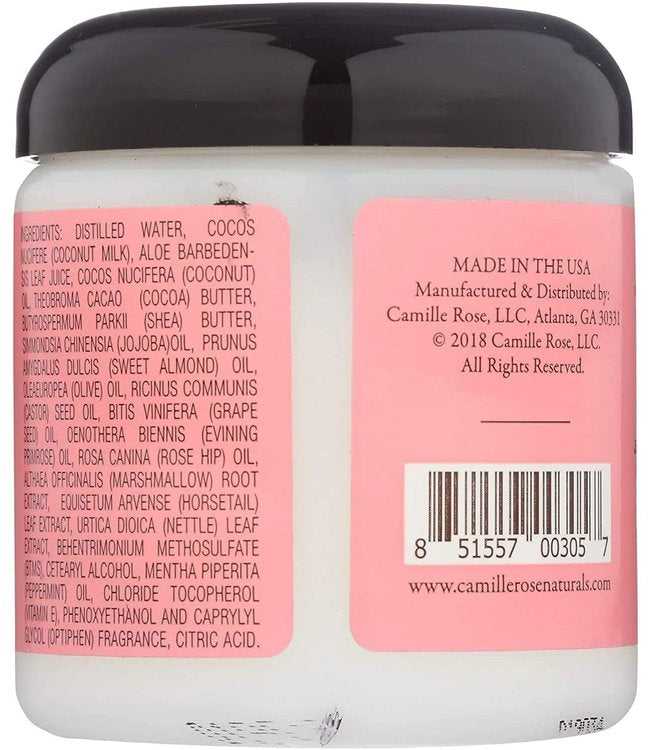 INGREDIENTS: DISTILLED WATER, COCOS
NUCIFERE (COCONUT MILK), ALOE BARBEDEN-
SIS LEAF JUICE, COCOS NUCIFERA (COCONUT)
OIL, THEOBROMA CACAO (COCOA) BUTTER,
BUTYROSPERMUM PARKII (SHEA) BUTTER,
SIMMONDSIA CHINENSIA (JOJOBA)OIL, PRUNUS
AMYGDALUS DULCIS (SWEET ALMOND) OIL,
OLEAEUROPEA (OLIVE) OIL, RICINUS COMMUNIS
(CASTOR) SEED OIL, BITIS VINIFERA (GRAPE
SEED) OIL, OENOTHERA BIENNIS (EVINING
PRIMROSE) OIL, ROSA CANINA (ROSE HIP) OIL,
ALTHAEA OFFICINALIS (MARSHMALLOW) ROOT
EXTRACT, EQUISETUM ARVENSE (HORSETAIL)
LEAF EXTRACT, URTICA DIOICA (NETTLE) LEAF
EXTRACT, BEHENTRIMONIUM METHOSULFATE
(BTMS), CETEARYL ALCOHOL, MENTHA PIPERITA
(PEPPERMINT) OIL, CHLORIDE TOCOPHEROL
(VITAMIN E), PHENOXYETHANOL AND CAPRYLYL
GLYCOL (OPTIPHEN) FRAGRANCE, CITRIC ACID.
MADE IN THE USA
Manufactured & Distributed by:
Camille Rose, LLC, Atlanta, GA 30331
© 2018 Camille Rose, LLC.
All Rights Reserved.
8 51557 00305 7
www.camillerosenaturals.com